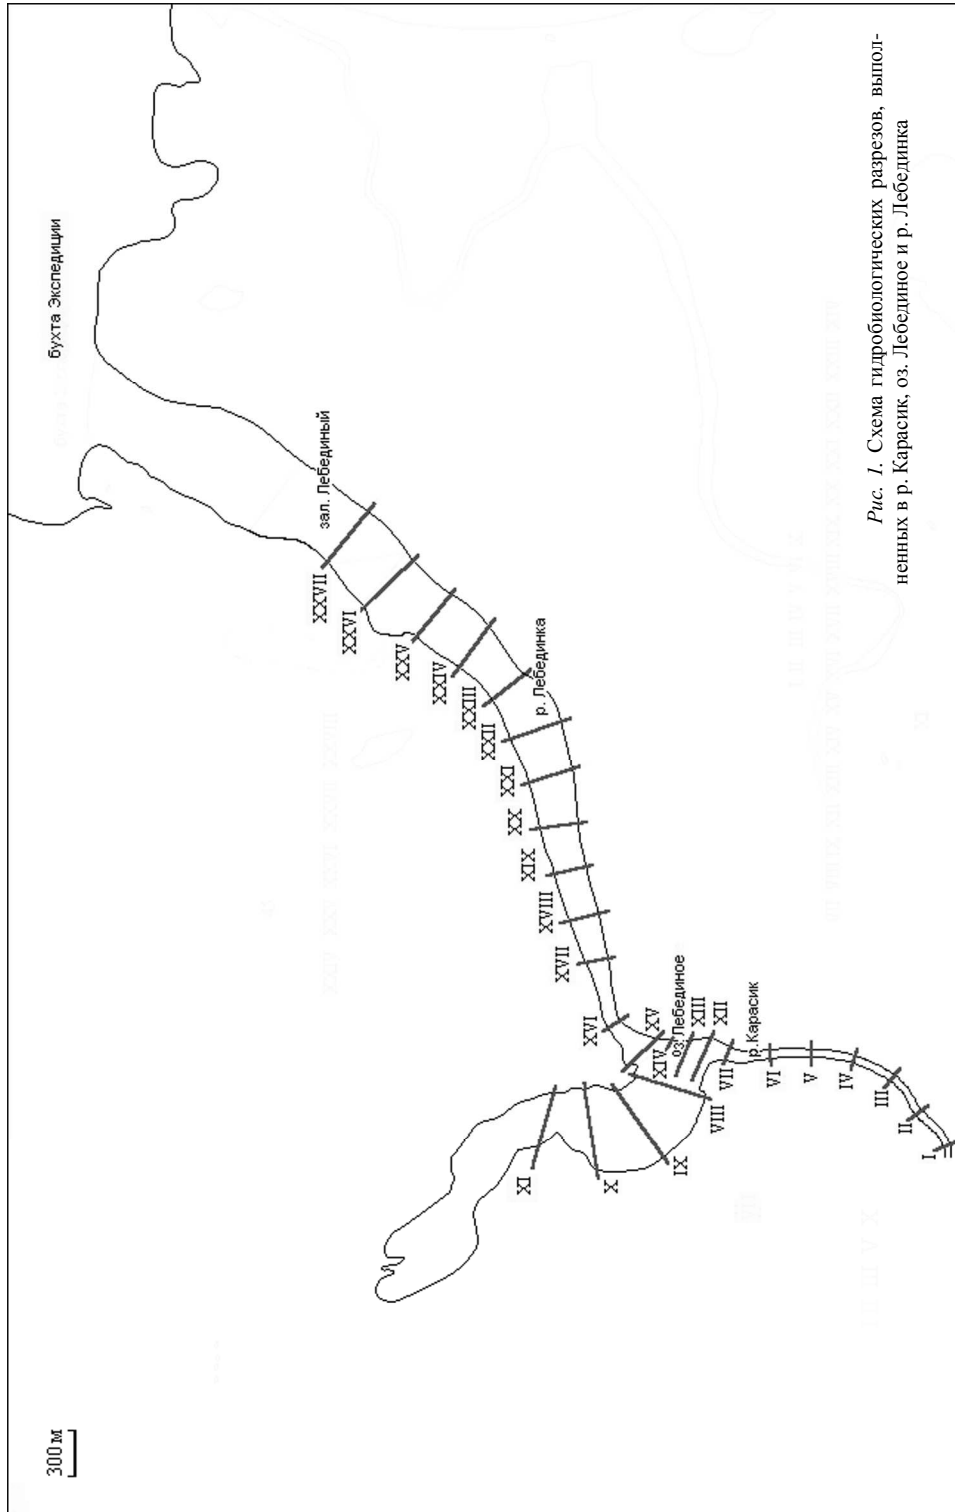 300 м
бухта Экспедиции
зал. Лебединый
р. Лебединка
оз. Лебединое
р.Карасик
I
II
III
IV
V
VI
VII
VIII
IX
X
XI
XII
XIII
XIV
XV
XVI
XVII
XVIII
XIX
XX
XXI
XXII
XXIII
XXIV
XXV
XXVI
XXVII
Рис. 1. Схема гидробиологических разрезов, выпол-
ненных в р. Карасик, оз. Лебединое и р. Лебединка